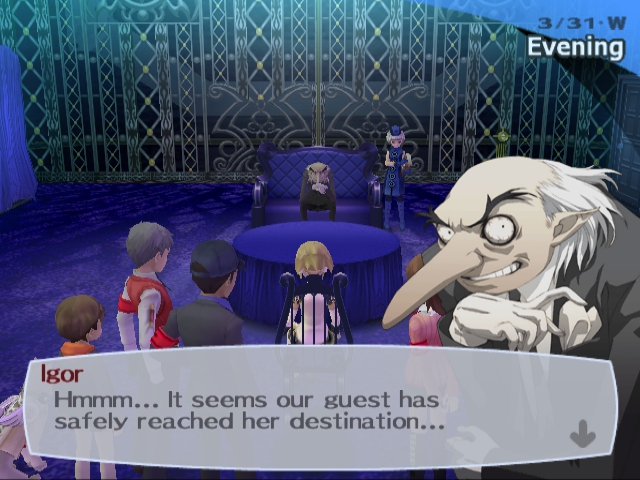 3/31·W
Evening
Igor
Hmmm... It seems our guest has
safely reached her destination...